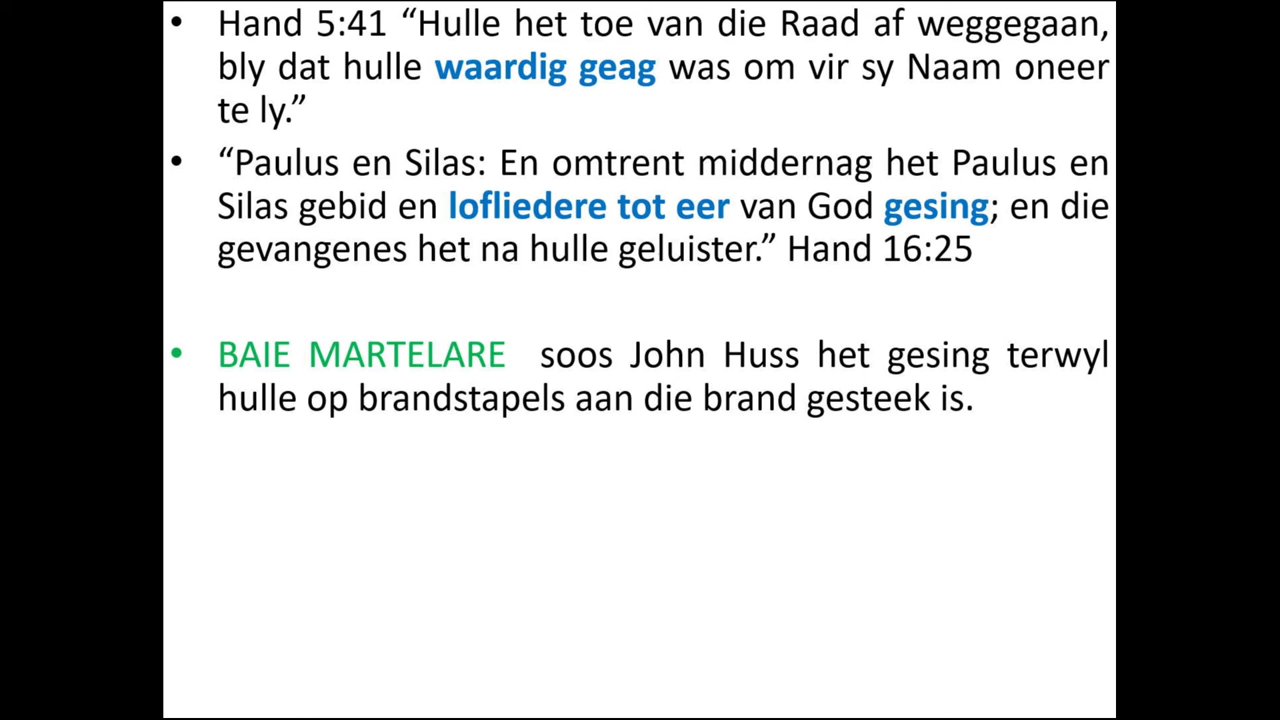 • Hand 5:41 “Hulle het toe van die Raad af weggegaan,
bly dat hulle waardig geag was om vir sy Naam oneer
te ly.”
• “Paulus en Silas: En omtrent middernag het Paulus en
Silas gebid en lofliedere tot eer van God gesing; en die
gevangenes het na hulle geluister.” Hand 16:25
• BAIE MARTELARE soos John Huss het gesing terwyl
hulle op brandstapels aan die brand gesteek is.